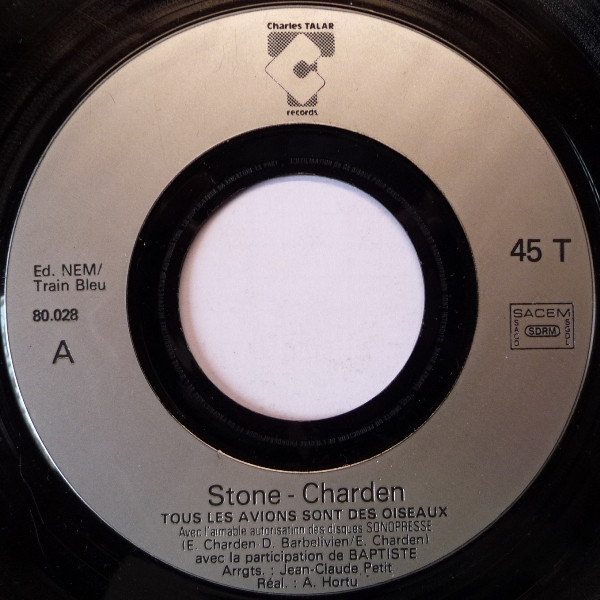 Charles TALAR
records
45 T
Ed. NEM/
Train Bleu
80.028
A
SACEM
SACD
SDRM
SGDL
Stone - Charden
TOUS LES AVIONS SONT DES OISEAUX
Avec l'aimable autorisation des disques SONOPRESSE
(E. Charden D. Barbelivien/E. Charden)
avec la participation de BAPTISTE
Arrgts. : Jean-Claude Petit
Réal. : A. Hortu